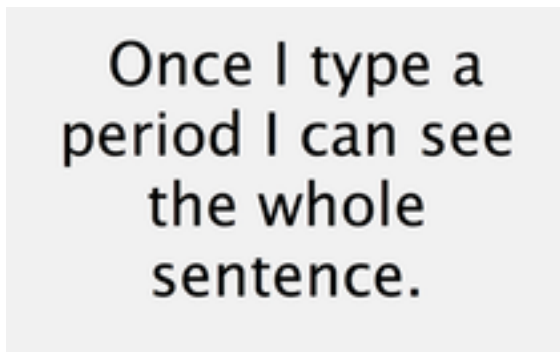 Once I type a
period I can see
the whole
sentence.